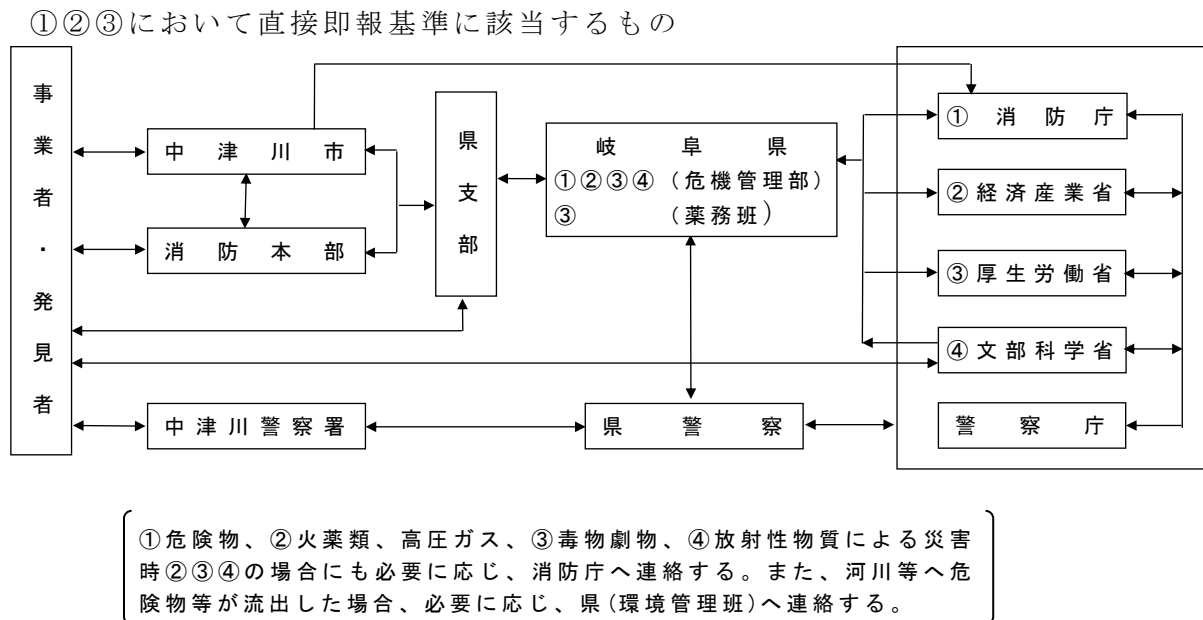 ①②③において直接即報基準に該当するもの
事業者・発見者
中津川市
消防本部
県支部
岐阜県
①②③④（危機管理部）
③　　　（薬務班）
①消防庁
②経済産業省
③厚生労働省
④文部科学省
警察庁
中津川警察署
県警察
①危険物、②火薬類、高圧ガス、③毒物劇物、④放射性物質による災害
時②③④の場合にも必要に応じ、消防庁へ連絡する。また、河川等へ危
険物等が流出した場合、必要に応じ、県(環境管理班)へ連絡する。